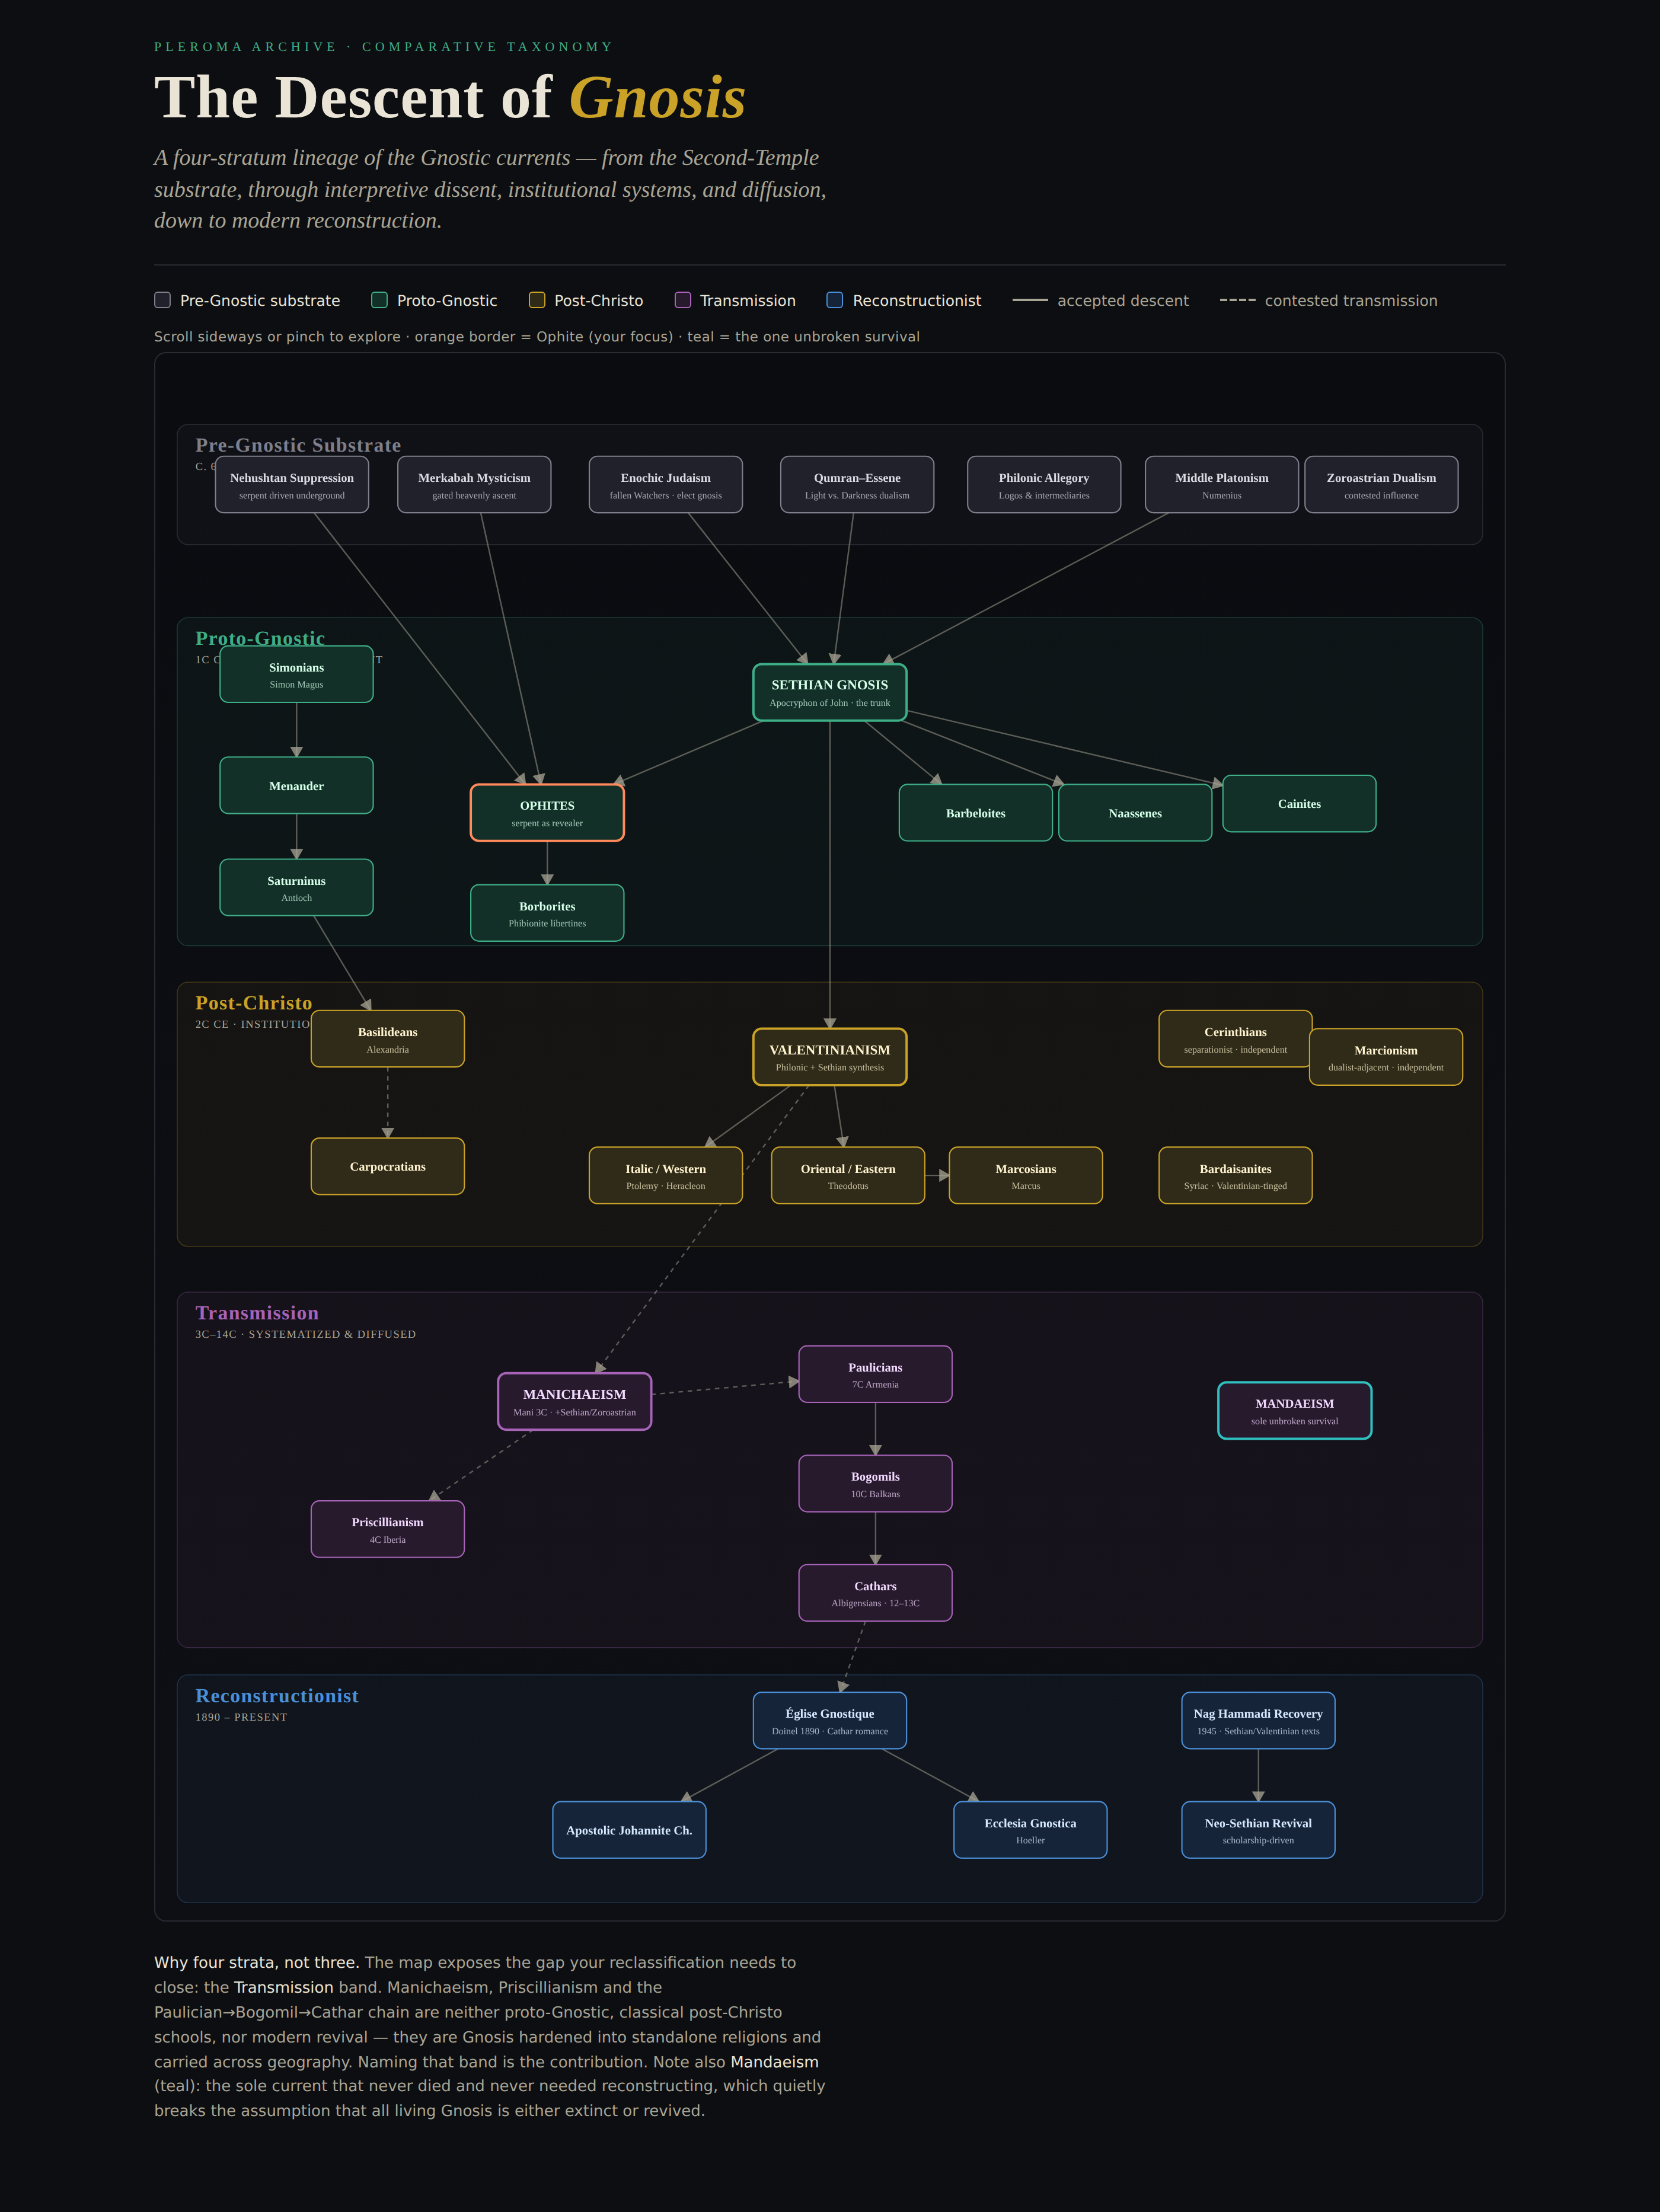 PLEROMA ARCHIVE · COMPARATIVE TAXONOMY
The Descent of Gnosis
A four-stratum lineage of the Gnostic currents — from the Second-Temple
substrate, through interpretive dissent, institutional systems, and diffusion,
down to modern reconstruction.
Pre-Gnostic substrate
Proto-Gnostic
Post-Christo
Transmission
Reconstructionist
accepted descent
contested transmission
Scroll sideways or pinch to explore · orange border = Ophite (your focus) · teal = the one unbroken survival
Pre-Gnostic Substrate
C. 
Nehushtan Suppression
serpent driven underground
Merkabah Mysticism
gated heavenly ascent
Enochic Judaism
fallen Watchers · elect gnosis
Qumran–Essene
Light vs. Darkness dualism
Philonic Allegory
Logos & intermediaries
Middle Platonism
Numenius
Zoroastrian Dualism
contested influence
Proto-Gnostic
1C
Simonians
Simon Magus
SETHIAN GNOSIS
Apocryphon of John · the trunk
Menander
OPHITES
serpent as revealer
Barbeloites
Naassenes
Cainites
Saturninus
Antioch
Borborites
Phibionite libertines
Post-Christo
2C CE ·
Basilideans
Alexandria
VALENTINIANISM
Philonic + Sethian synthesis
Cerinthians
separationist · independent
Marcionism
dualist-adjacent · independent
Carpocratians
Italic / Western
Ptolemy · Heracleon
Oriental / Eastern
Theodotus
Marcosians
Marcus
Bardaisanites
Syriac · Valentinian-tinged
Transmission
3C–14C · SYSTEMATIZED & DIFFUSED
Paulicians
7C Armenia
MANICHAEISM
Mani 3C · +Sethian/Zoroastrian
MANDAEISM
sole unbroken survival
Bogomils
10C Balkans
Priscillianism
4C Iberia
Cathars
Albigensians · 12–13C
Reconstructionist
1890 – PRESENT
Église Gnostique
Doinel 1890 · Cathar romance
Nag Hammadi Recovery
1945 · Sethian/Valentinian texts
Apostolic Johannite Ch.
Ecclesia Gnostica
Hoeller
Neo-Sethian Revival
scholarship-driven
Why four strata, not three. The map exposes the gap your reclassification needs to
close: the Transmission band. Manichaeism, Priscillianism and the
Paulician→Bogomil→Cathar chain are neither proto-Gnostic, classical post-Christo
schools, nor modern revival — they are Gnosis hardened into standalone religions and
carried across geography. Naming that band is the contribution. Note also Mandaeism
(teal): the sole current that never died and never needed reconstructing, which quietly
breaks the assumption that all living Gnosis is either extinct or revived.